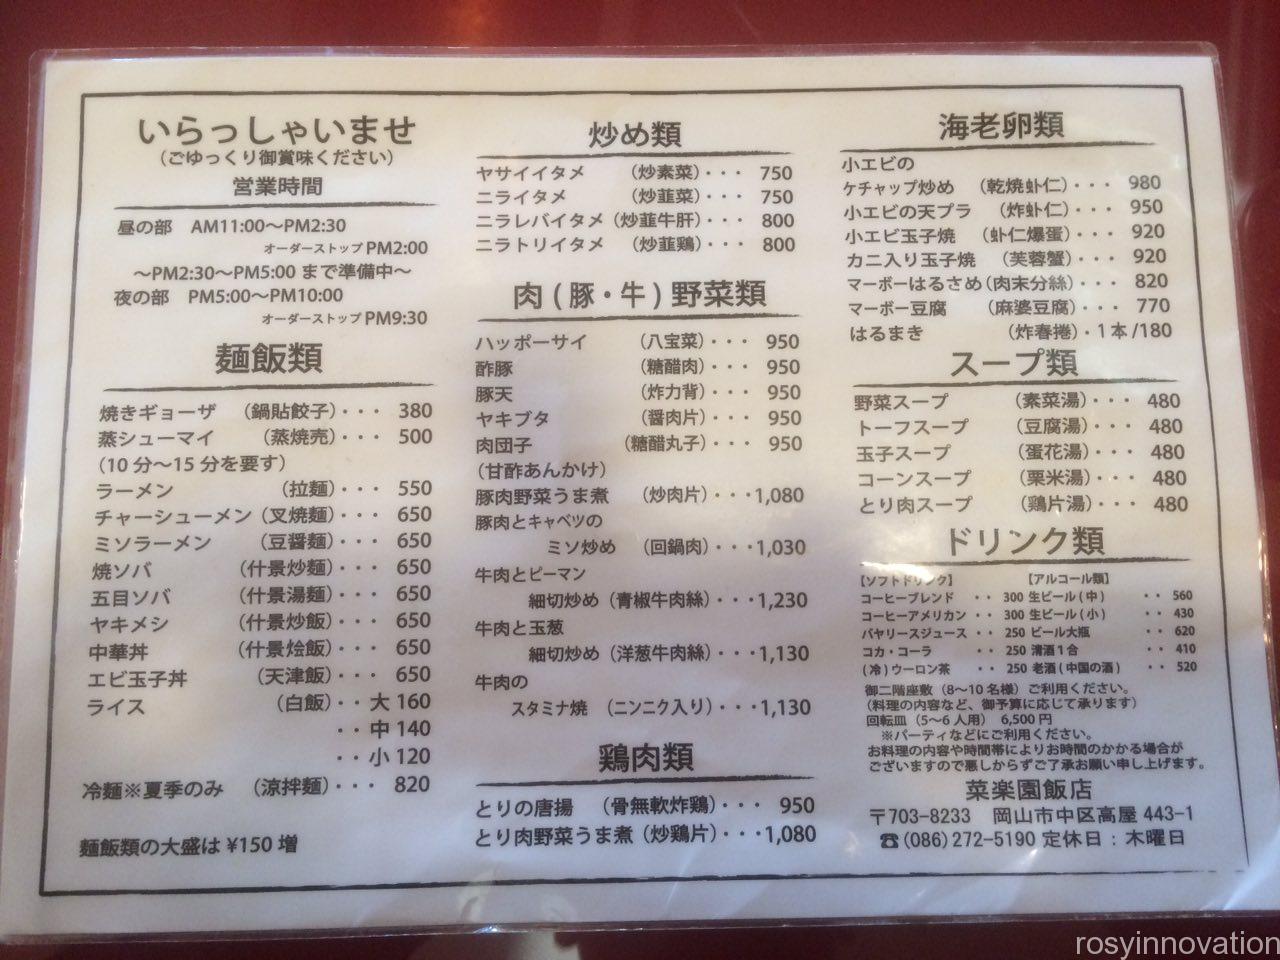 いらっしゃいませ
（ごゆっくり御賞味ください）
営業時間
昼の部　AM11:00～PM2:30
オーダーストップ PM2:00
～PM2:30～PM5:00 まで準備中～
夜の部　PM5:00～PM10:00
オーダーストップ PM9:30
麺飯類
焼きギョーザ （鍋貼餃子）・・・ 380
蒸シューマイ （蒸焼売）・・・ 500
（10 分～15 分を要す）
ラーメン （拉麺）・・・ 550
チャーシューメン（叉焼麺）・・・ 650
ミソラーメン （豆醤麺）・・・ 650
焼ソバ （什景炒麺）・・・ 650
五目ソバ （什景湯麺）・・・ 650
ヤキメシ （什景炒飯）・・・ 650
中華丼 （什景烩飯）・・・ 650
エビ玉子丼 （天津飯）・・・ 650
ライス （白飯）・・ 大 160
・・ 中 140
・・ 小 120
冷麺※夏季のみ （涼拌麺）・・・ 820
麺飯類の大盛は ¥150 増
炒め類
ヤサイイタメ （炒素菜）・・・ 750
ニライタメ （炒韮菜）・・・ 750
ニラレバイタメ（炒韮牛肝）・・・ 800
ニラトリイタメ （炒韮鶏）・・・ 800
肉 ( 豚・牛 ) 野菜類
ハッポーサイ （八宝菜）・・・ 950
酢豚 （糖醋肉）・・・ 950
豚天 （炸力背）・・・ 950
ヤキブタ （醤肉片）・・・ 950
肉団子 （糖醋丸子）・・・ 950
（甘酢あんかけ）
豚肉野菜うま煮 （炒肉片）・・・1,080
豚肉とキャベツの
ミソ炒め （回鍋肉）・・・1,030
牛肉とピーマン
細切炒め（青椒牛肉絲）・・・1,230
牛肉と玉葱
細切炒め（洋葱牛肉絲）・・・1,130
牛肉の
スタミナ焼 （ニンニク入り）・・・1,130
鶏肉類
とりの唐揚 （骨無軟炸鶏）・・・ 950
とり肉野菜うま煮（炒鶏片）・・・1,080
海老卵類
小エビの
ケチャップ炒め （乾焼虾仁）・・・ 980
小エビの天プラ （炸虾仁）・・・ 950
小エビ玉子焼 （虾仁爆蛋）・・・ 920
カニ入り玉子焼 （芙蓉蟹）・・・ 920
マーボーはるさめ（肉末分絲）・・・ 820
マーボー豆腐 （麻婆豆腐）・・・ 770
はるまき （炸春捲）・1 本 /180
スープ類
野菜スープ （素菜湯）・・・ 480
トーフスープ （豆腐湯）・・・ 480
玉子スープ （蛋花湯）・・・ 480
コーンスープ （栗米湯）・・・ 480
とり肉スープ （鶏片湯）・・・ 480
ドリンク類
【ソフトドリンク】 【アルコール類】
コーヒーブレンド ・・ 300 生ビール ( 中 ) ・・ 560
コーヒーアメリカン ・・ 300 生ビール ( 小 ) ・・ 430
バヤリースジュース ・・ 250 ビール大瓶 ・・ 620
コカ・コーラ ・・ 250 清酒 1 合 ・・ 410
( 冷 ) ウーロン茶 ・・ 250 老酒 ( 中国の酒 ) ・・ 520
御二階座敷（8～10 名様）ご利用ください。
（料理の内容など、御予算に応じて承ります）
回転皿（5～6 人用） 6,500 円
※パーティなどにご利用ください。
お料理の内容や時間帯によりお時間のかかる場合が
ございますので悪しからずご了承お願い申し上げます。
菜楽園飯店
〒703-8233　岡山市中区高屋 443-1
☎(086)272-5190 定休日：木曜日
rosyinnovation